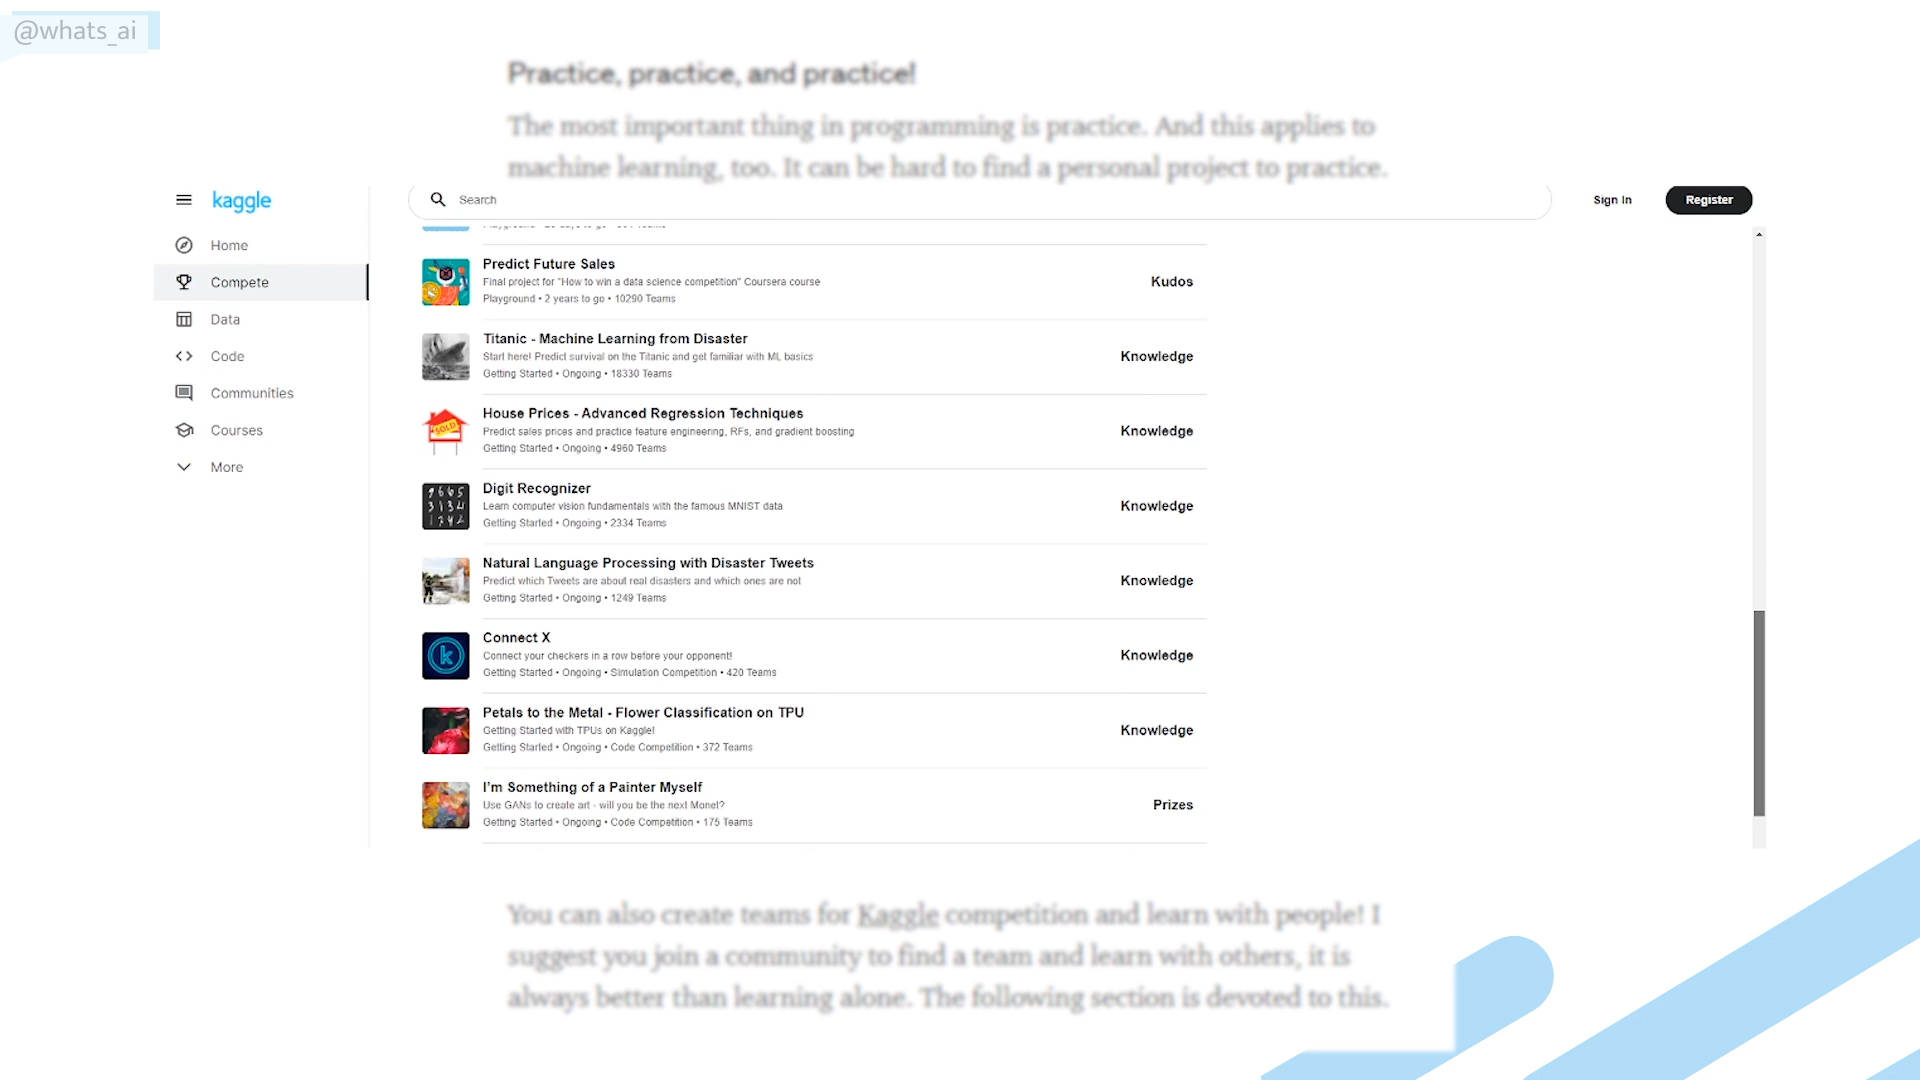 @whats_ai
Practice, practice, and practice!
The most important thing in programming is practice. And this applies to
machine learning, too. It can be hard to find a personal project to practice.
kaggle
Search
Sign In
Register
Home
Compete
Data
Code
Communities
Courses
More
Predict Future Sales
Final project for "How to win a data science competition" Coursera course
Playground • 2 years to go • 10290 Teams
Kudos
Titanic - Machine Learning from Disaster
Start here! Predict survival on the Titanic and get familiar with ML basics
Getting Started • Ongoing • 18330 Teams
Knowledge
House Prices - Advanced Regression Techniques
Predict sales prices and practice feature engineering, RFs, and gradient boosting
Getting Started • Ongoing • 4960 Teams
Knowledge
SOLD
Digit Recognizer
Learn computer vision fundamentals with the famous MNIST data
Getting Started • Ongoing • 2334 Teams
Knowledge
Natural Language Processing with Disaster Tweets
Predict which Tweets are about real disasters and which ones are not
Getting Started • Ongoing • 1249 Teams
Knowledge
Connect X
Connect your checkers in a row before your opponent!
Getting Started • Ongoing • Simulation Competition • 420 Teams
Knowledge
k
Petals to the Metal - Flower Classification on TPU
Getting Started with TPUs on Kaggle!
Getting Started • Ongoing • Code Competition • 372 Teams
Knowledge
I'm Something of a Painter Myself
Use GANs to create art - will you be the next Monet?
Getting Started • Ongoing • Code Competition • 175 Teams
Prizes
You can also create teams for Kaggle competition and learn with people! I
suggest you join a community to find a team and learn with others, it is
always better than learning alone. The following section is devoted to this.